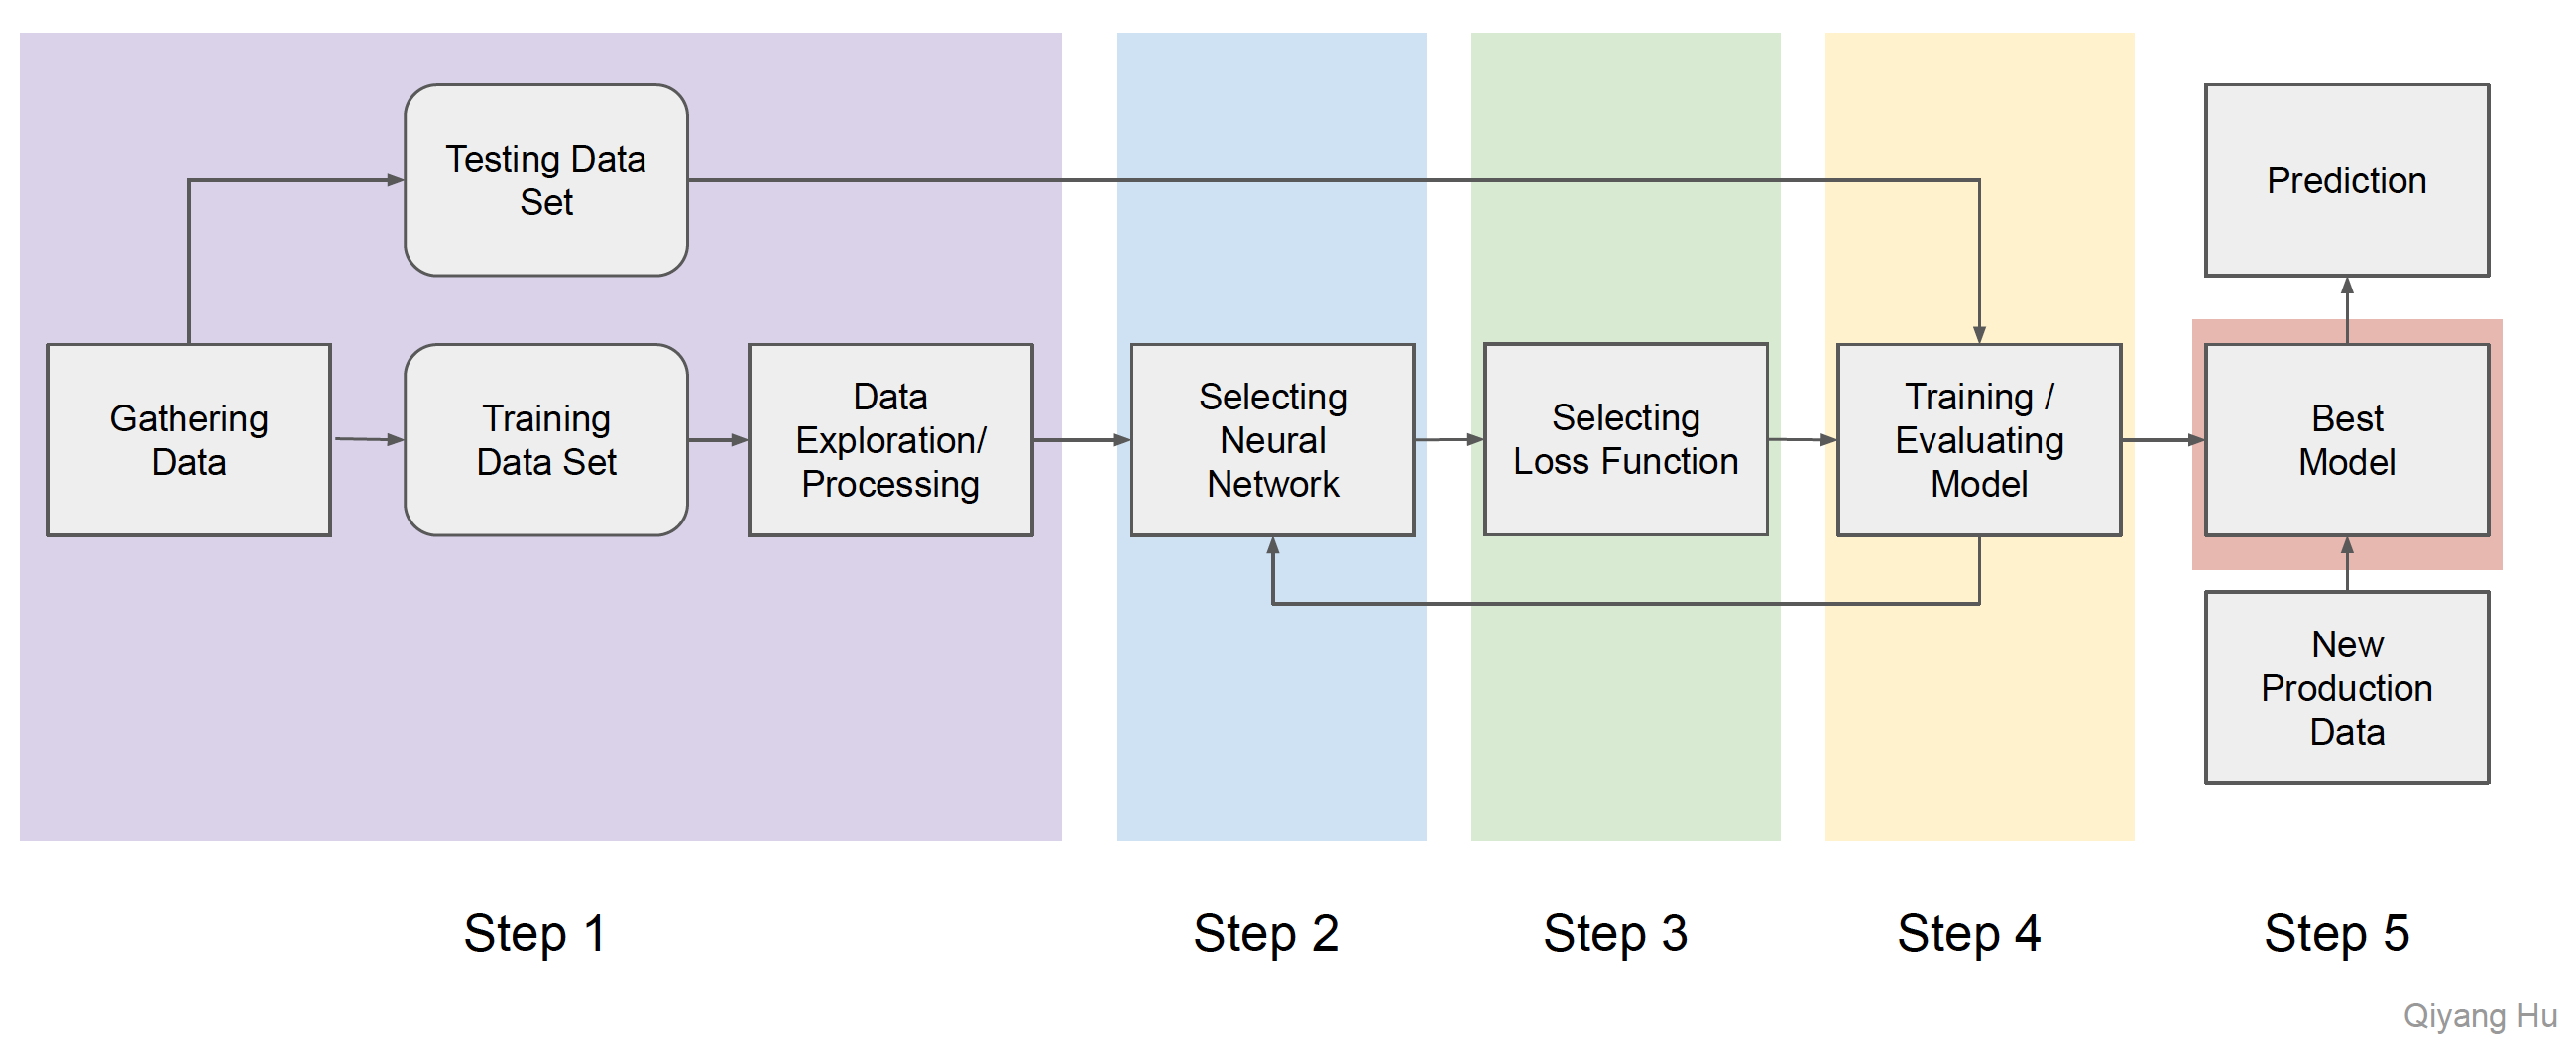 Testing Data
Set
Prediction
Gathering
Data
Training
Data Set
Data
Exploration/
Processing
Selecting
Neural
Network
Selecting
Loss Function
Training /
Evaluating
Model
Best
Model
New
Production
Data
Step 1
Step 2
Step 3
Step 4
Step 5
Qiyang Hu